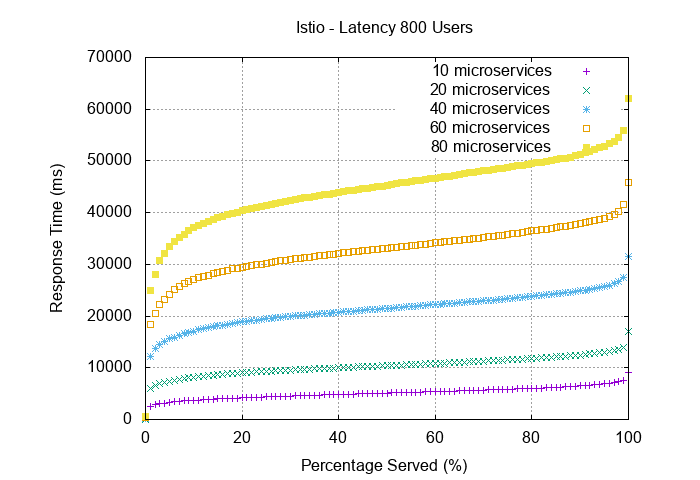 Istio - Latency 800 Users
70000
60000
50000
40000
30000
20000
10000
0
Response Time (ms)
10 microservices
20 microservices
40 microservices
60 microservices
80 microservices
0 20 40 60 80 100
Percentage Served (%)